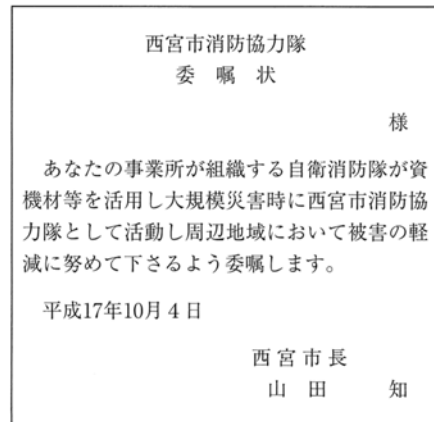 西宮市消防協力隊
委嘱状
様
あなたの事業所が組織する自衛消防隊が資
機材等を活用し大規模災害時に西宮市消防協
力隊として活動し周辺地域において被害の軽
減に努めて下さるよう委嘱します。
平成17年10月4日
西宮市長
山田 知